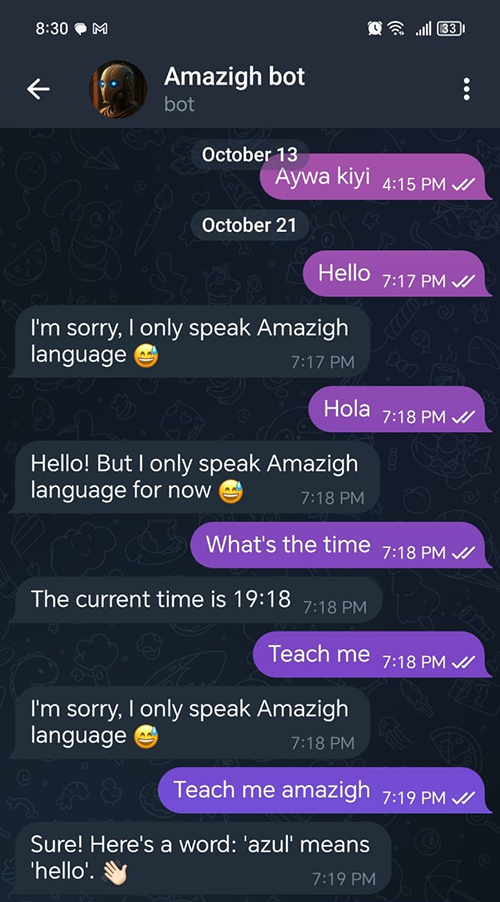 8:30 33
Amazigh bot
bot
October 13
Aywa kiyi 4:15 PM
October 21
Hello 7:17 PM
I'm sorry, I only speak Amazigh
language 😅 7:17 PM
Hola 7:18 PM
Hello! But I only speak Amazigh
language for now 😅 7:18 PM
What's the time 7:18 PM
The current time is 19:18 7:18 PM
Teach me 7:18 PM
I'm sorry, I only speak Amazigh
language 😅 7:18 PM
Teach me amazigh 7:19 PM
Sure! Here's a word: 'azul' means
'hello'. 👋🏻 7:19 PM